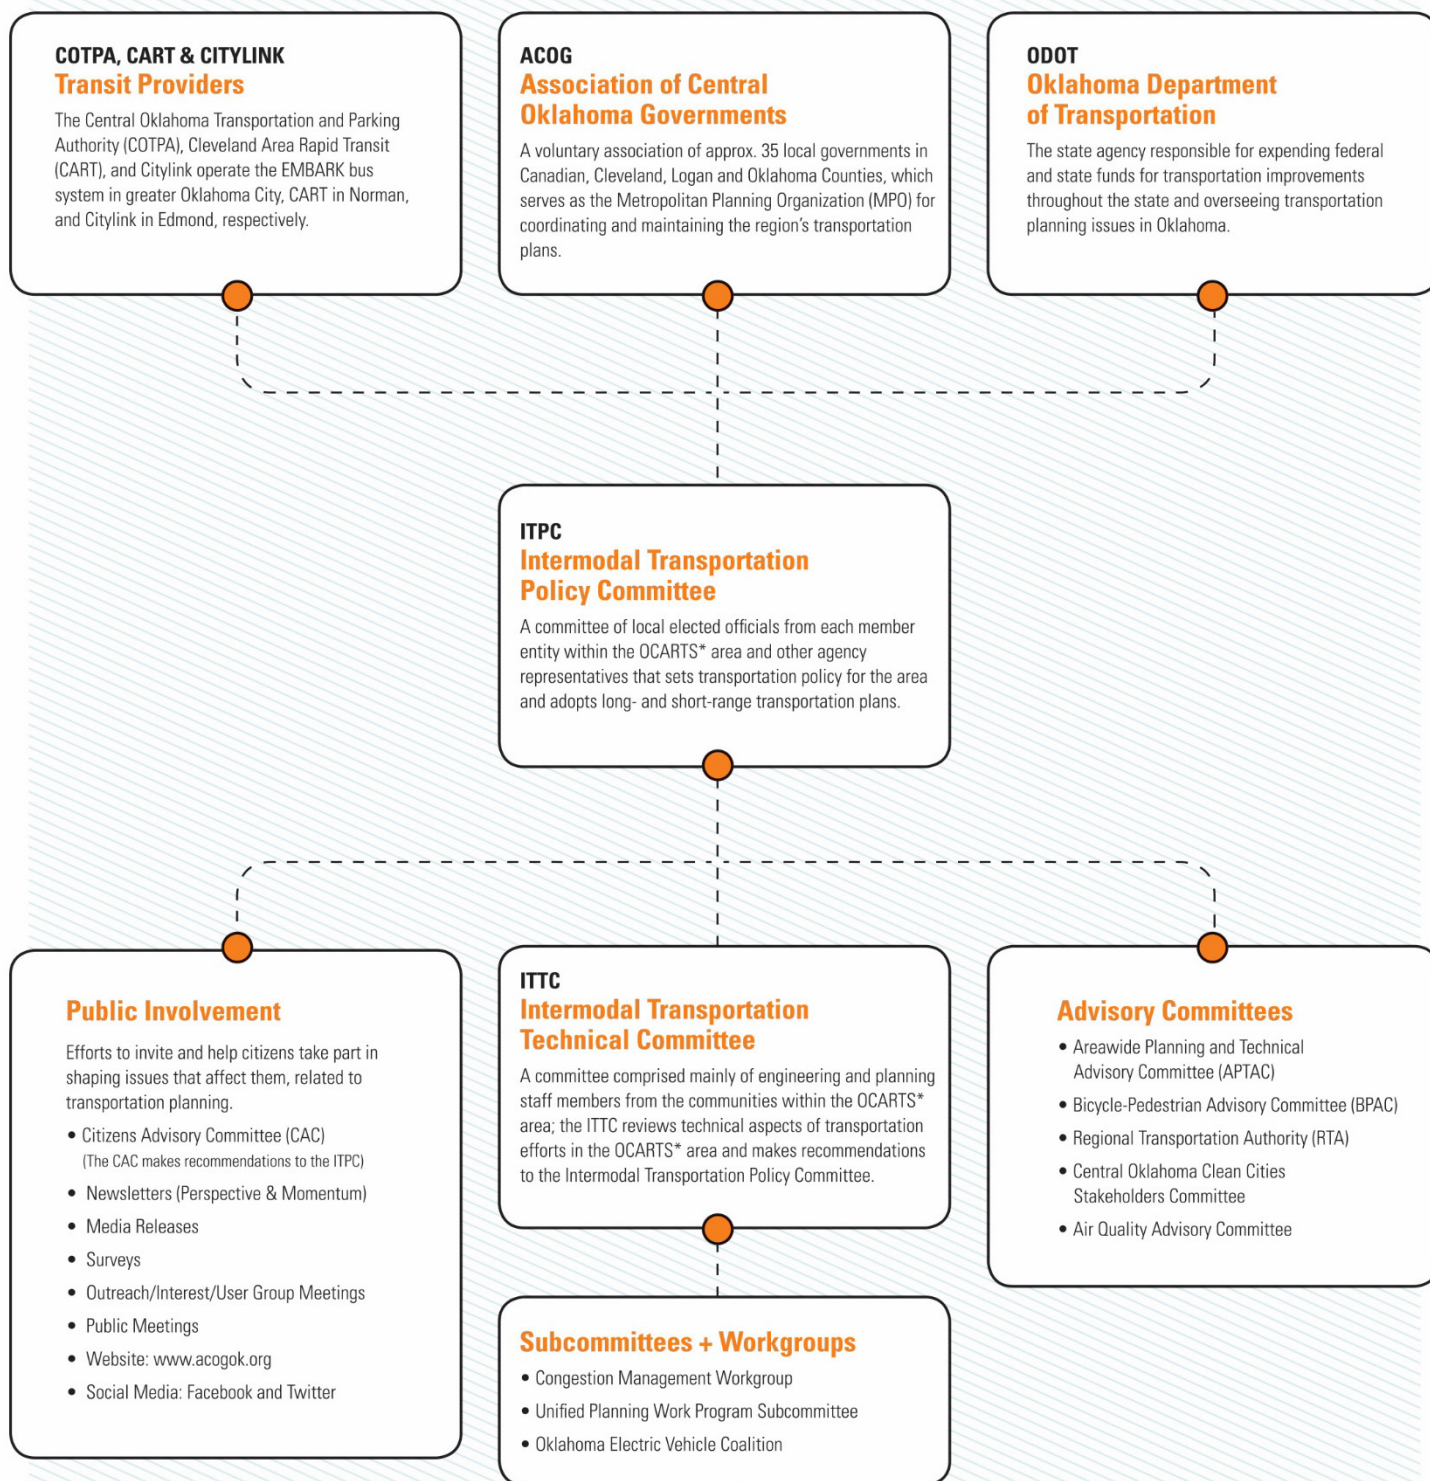 COTPA, CART & CITYLINK
Transit Providers
The Central Oklahoma Transportation and Parking
Authority (COTPA), Cleveland Area Rapid Transit
(CART), and Citylink operate the EMBARK bus
system in greater Oklahoma City, CART in Norman,
and Citylink in Edmond, respectively.
ACOG
Association of Central
Oklahoma Governments
A voluntary association of approx. 35 local governments in
Canadian, Cleveland, Logan and Oklahoma Counties, which
serves as the Metropolitan Planning Organization (MPO) for
coordinating and maintaining the region’s transportation
plans.
ODOT
Oklahoma Department
of Transportation
The state agency responsible for expending federal
and state funds for transportation improvements
throughout the state and overseeing transportation
planning issues in Oklahoma.
ITPC
Intermodal Transportation
Policy Committee
A committee of local elected officials from each member
entity within the OCARTS* area and other agency
representatives that sets transportation policy for the area
and adopts long- and short-range transportation plans.
Public Involvement
Efforts to invite and help citizens take part in
shaping issues that affect them, related to
transportation planning.
• Citizens Advisory Committee (CAC)
(The CAC makes recommendations to the ITPC)
• Newsletters (Perspective & Momentum)
• Media Releases
• Surveys
• Outreach/Interest/User Group Meetings
• Public Meetings
• Website: www.acogok.org
• Social Media: Facebook and Twitter
ITTC
Intermodal Transportation
Technical Committee
A committee comprised mainly of engineering and planning
staff members from the communities within the OCARTS*
area; the ITTC reviews technical aspects of transportation
efforts in the OCARTS* area and makes recommendations
to the Intermodal Transportation Policy Committee.
Advisory Committees
• Areawide Planning and Technical
Advisory Committee (APTAC)
• Bicycle-Pedestrian Advisory Committee (BPAC)
• Regional Transportation Authority (RTA)
• Central Oklahoma Clean Cities
Stakeholders Committee
• Air Quality Advisory Committee
Subcommittees + Workgroups
• Congestion Management Workgroup
• Unified Planning Work Program Subcommittee
• Oklahoma Electric Vehicle Coalition